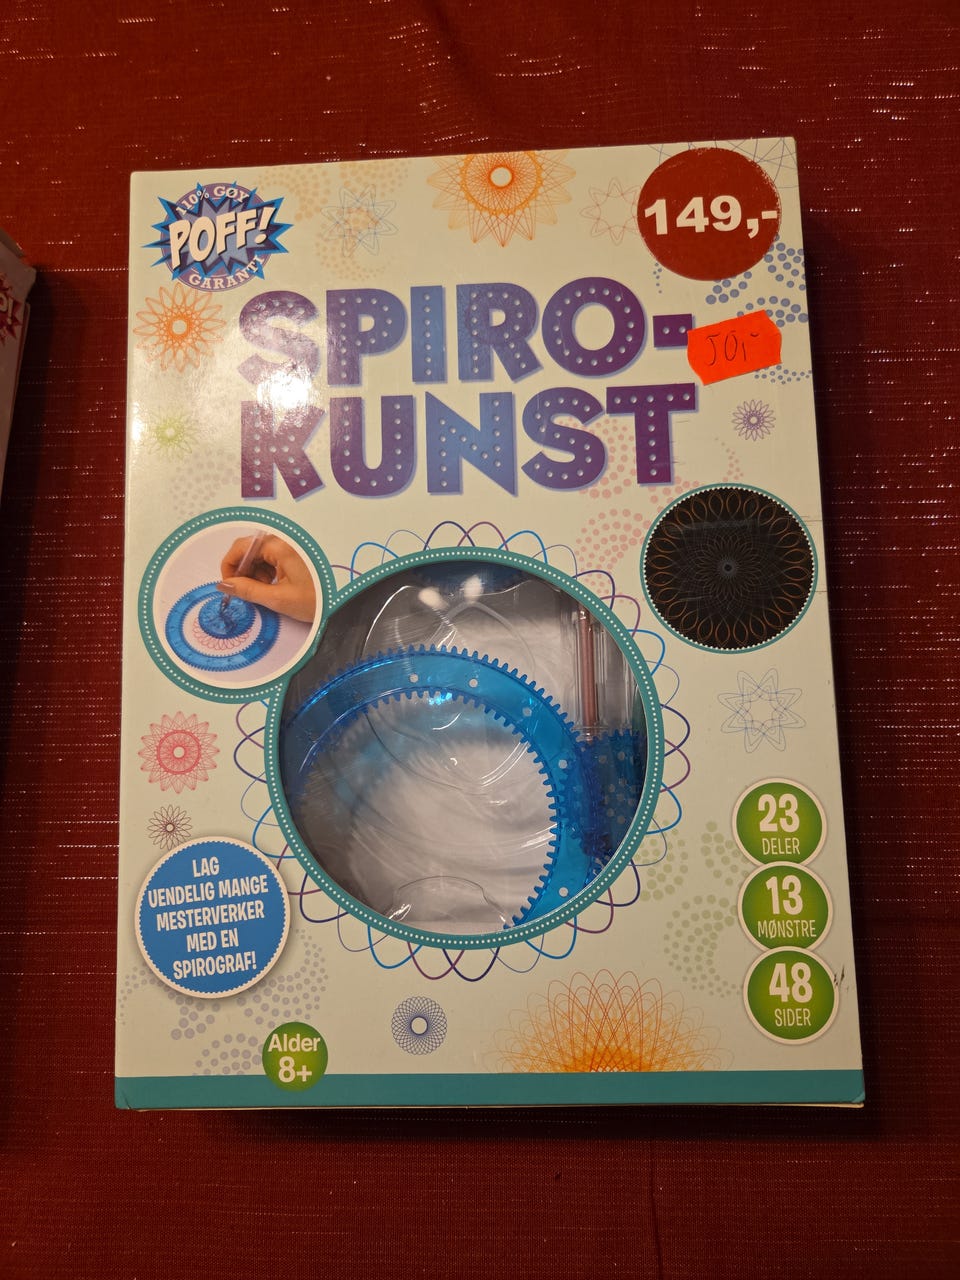 110% GØY
POFF!
GARANTI
149,-
SPIRO-
KUNST
50,-
LAG
UENDELIG MANGE
MESTERVERKER
MED EN
SPIROGRAF!
23
DELER
13
MØNSTRE
48
SIDER
Alder
8+